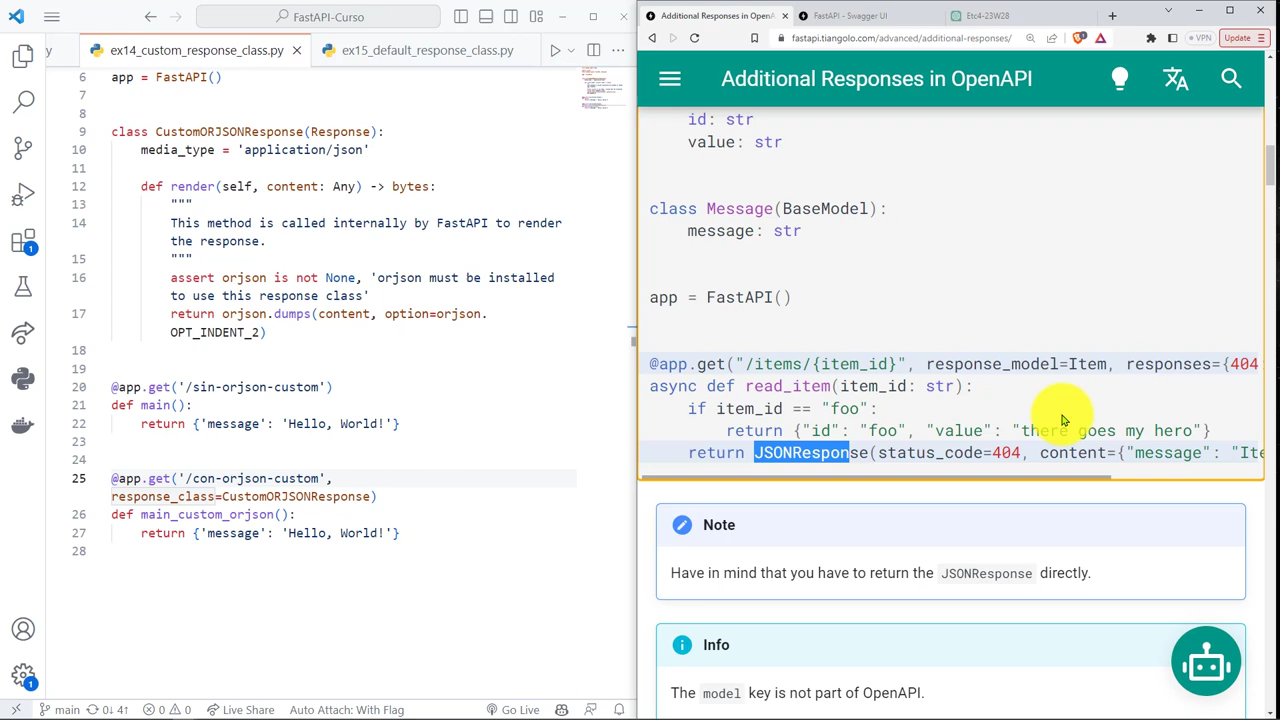 FastAPI-Curso
y
ex14_custom_response_class.py
ex15_default_response_class.py
6 app = FastAPI()
7
8
9 class CustomORJSONResponse(Response):
10 media_type = 'application/json'
11
12 def render(self, content: Any) -> bytes:
13 """
14 This method is called internally by FastAPI to render
the response.
15 """
16 assert orjson is not None, 'orjson must be installed
to use this response class'
17 return orjson.dumps(content, option=orjson.
OPT_INDENT_2)
18
19
20 @app.get('/sin-orjson-custom')
21 def main():
22 return {'message': 'Hello, World!'}
23
24
25 @app.get('/con-orjson-custom',
response_class=CustomORJSONResponse)
26 def main_custom_orjson():
27 return {'message': 'Hello, World!'}
28
1
1
main 0↓ 4↑ 0 0 Live Share Auto Attach: With Flag Go Live
Additional Responses in OpenA
FastAPI - Swagger UI
Etc4-23W28
fastapi.tiangolo.com/advanced/additional-responses/
VPN
Update
Additional Responses in OpenAPI
id: str
value: str
class Message(BaseModel):
message: str
app = FastAPI()
@app.get("/items/{item_id}", response_model=Item, responses={404
async def read_item(item_id: str):
if item_id == "foo":
return {"id": "foo", "value": "there goes my hero"}
return JSONResponse(status_code=404, content={"message": "Ite
Note
Have in mind that you have to return the JSONResponse directly.
Info
The model key is not part of OpenAPI.